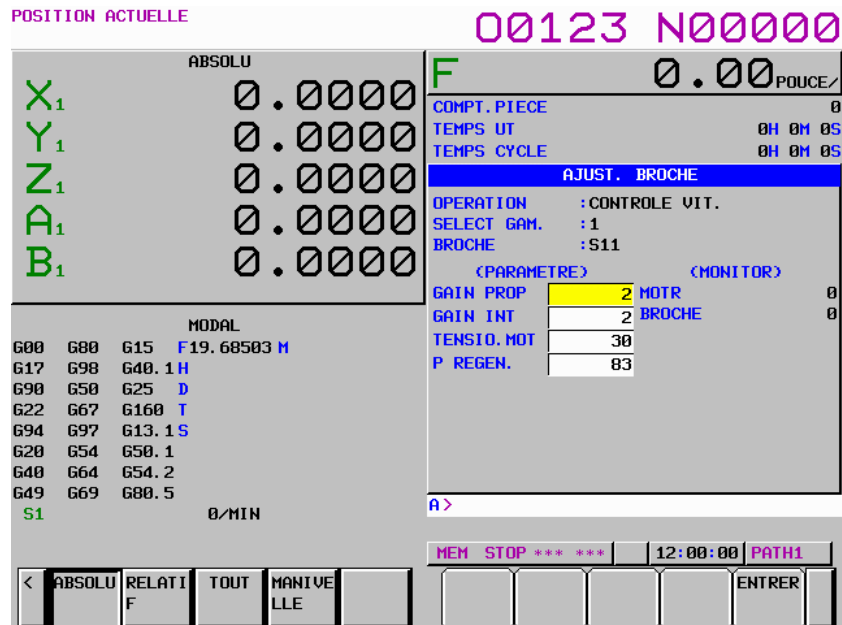 POSITION ACTUELLE
O0123 N00000
ABSOLU
X1 0.0000
Y1 0.0000
Z1 0.0000
A1 0.0000
B1 0.0000
MODAL
G00 G80 G15 F19.68503 M
G17 G98 G40.1 H
G90 G50 G25 D
G22 G67 G160 T
G94 G97 G13.1 S
G20 G54 G50.1
G40 G64 G54.2
G49 G69 G80.5
S1 0/MIN
F 0.00 POUCE/
COMPT.PIECE 0
TEMPS UT 0H 0M 0S
TEMPS CYCLE 0H 0M 0S
AJUST. BROCHE
OPERATION :CONTROLE VIT.
SELECT GAM. :1
BROCHE :S11
(PARAMETRE) (MONITOR)
GAIN PROP 2 MOTR 0
GAIN INT 2 BROCHE 0
TENSIO.MOT 30
P REGEN. 83
A>
MEM STOP *** *** 12:00:00 PATH1
< ABSOLU RELATI TOUT MANIVE ENTRER
F LLE